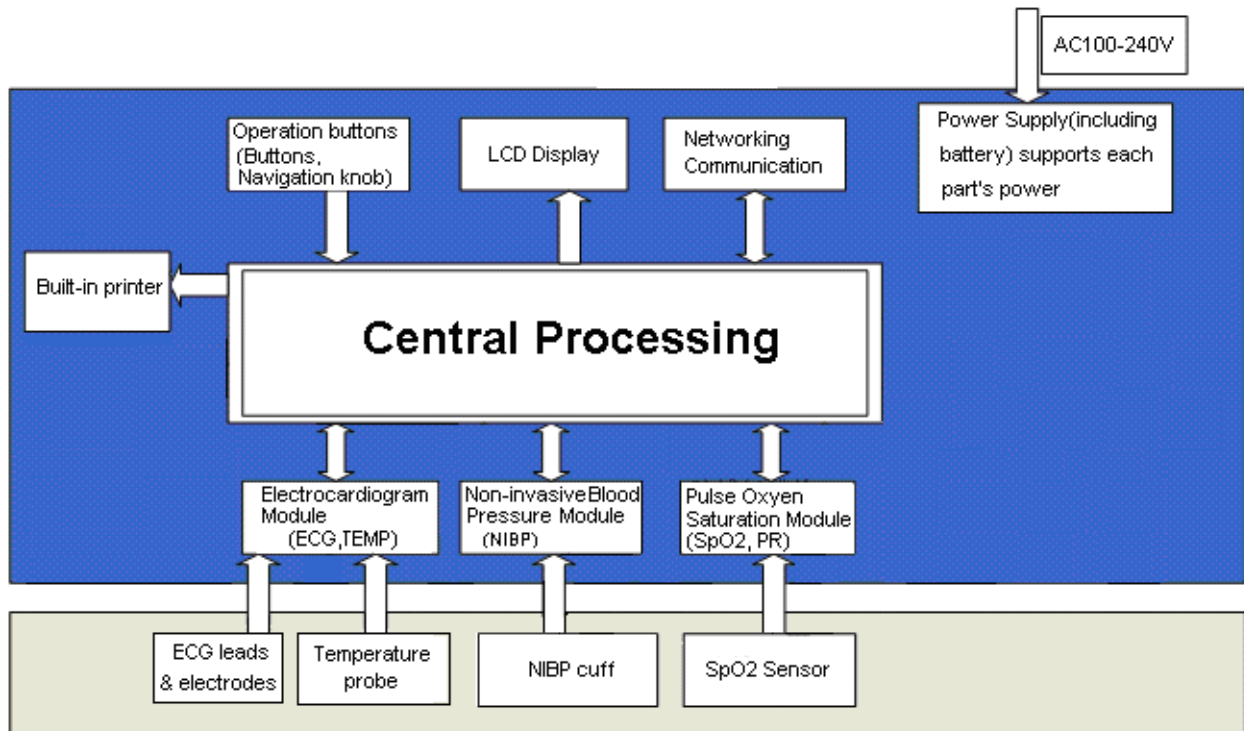 AC100-240V
Operation buttons
(Buttons,
Navigation knob)
LCD Display
Networking
Communication
Power Supply(including
battery) supports each
part's power
Built-in printer
Central Processing
Electrocardiogram
Module
(ECG,TEMP)
Non-invasive Blood
Pressure Module
(NIBP)
Pulse Oxyen
Saturation Module
(SpO2, PR)
ECG leads
& electrodes
Temperature
probe
NIBP cuff
SpO2 Sensor